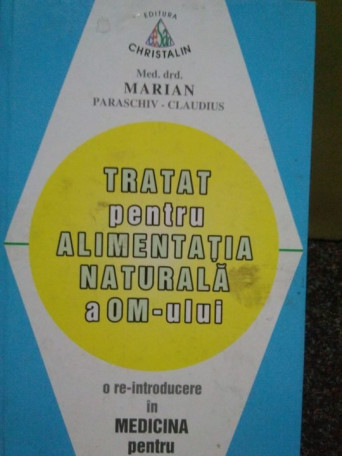 EDITURA
CHRISTALIN
Med. drd.
MARIAN
PARASCHIV - CLAUDIUS
TRATAT
pentru
ALIMENTAȚIA
NATURALĂ
a OM-ului
o re-introducere
în
MEDICINA
pentru